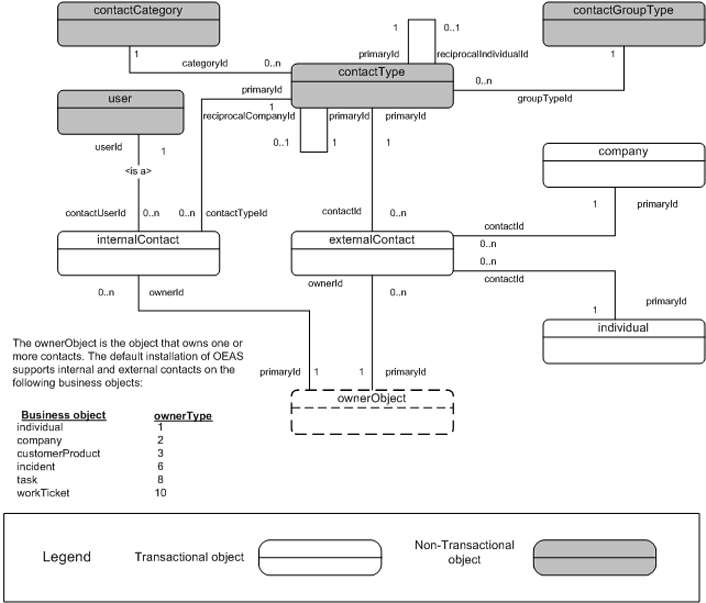 contactCategory
contactGroupType
1
0..1
1
1
primaryId
reciprocalIndividualId
categoryId
0..n
contactType
0..n
groupTypeId
user
primaryId
1
reciprocalCompanyId
primaryId
primaryId
0..1
1
1
userId
1
<is a>
company
1
primaryId
contactUserId
0..n
0..n
contactTypeId
contactId
0..n
contactId
internalContact
externalContact
0..n
0..n
contactId
ownerId
0..n
ownerId
0..n
primaryId
1
individual
The ownerObject is the object that owns one or
more contacts. The default installation of OEAS
supports internal and external contacts on the
following business objects:
primaryId
1
1
primaryId
ownerObject
Business object ownerType
individual 1
company 2
customerProduct 3
incident 6
task 8
workTicket 10
Legend
Transactional object
Non-Transactional
object